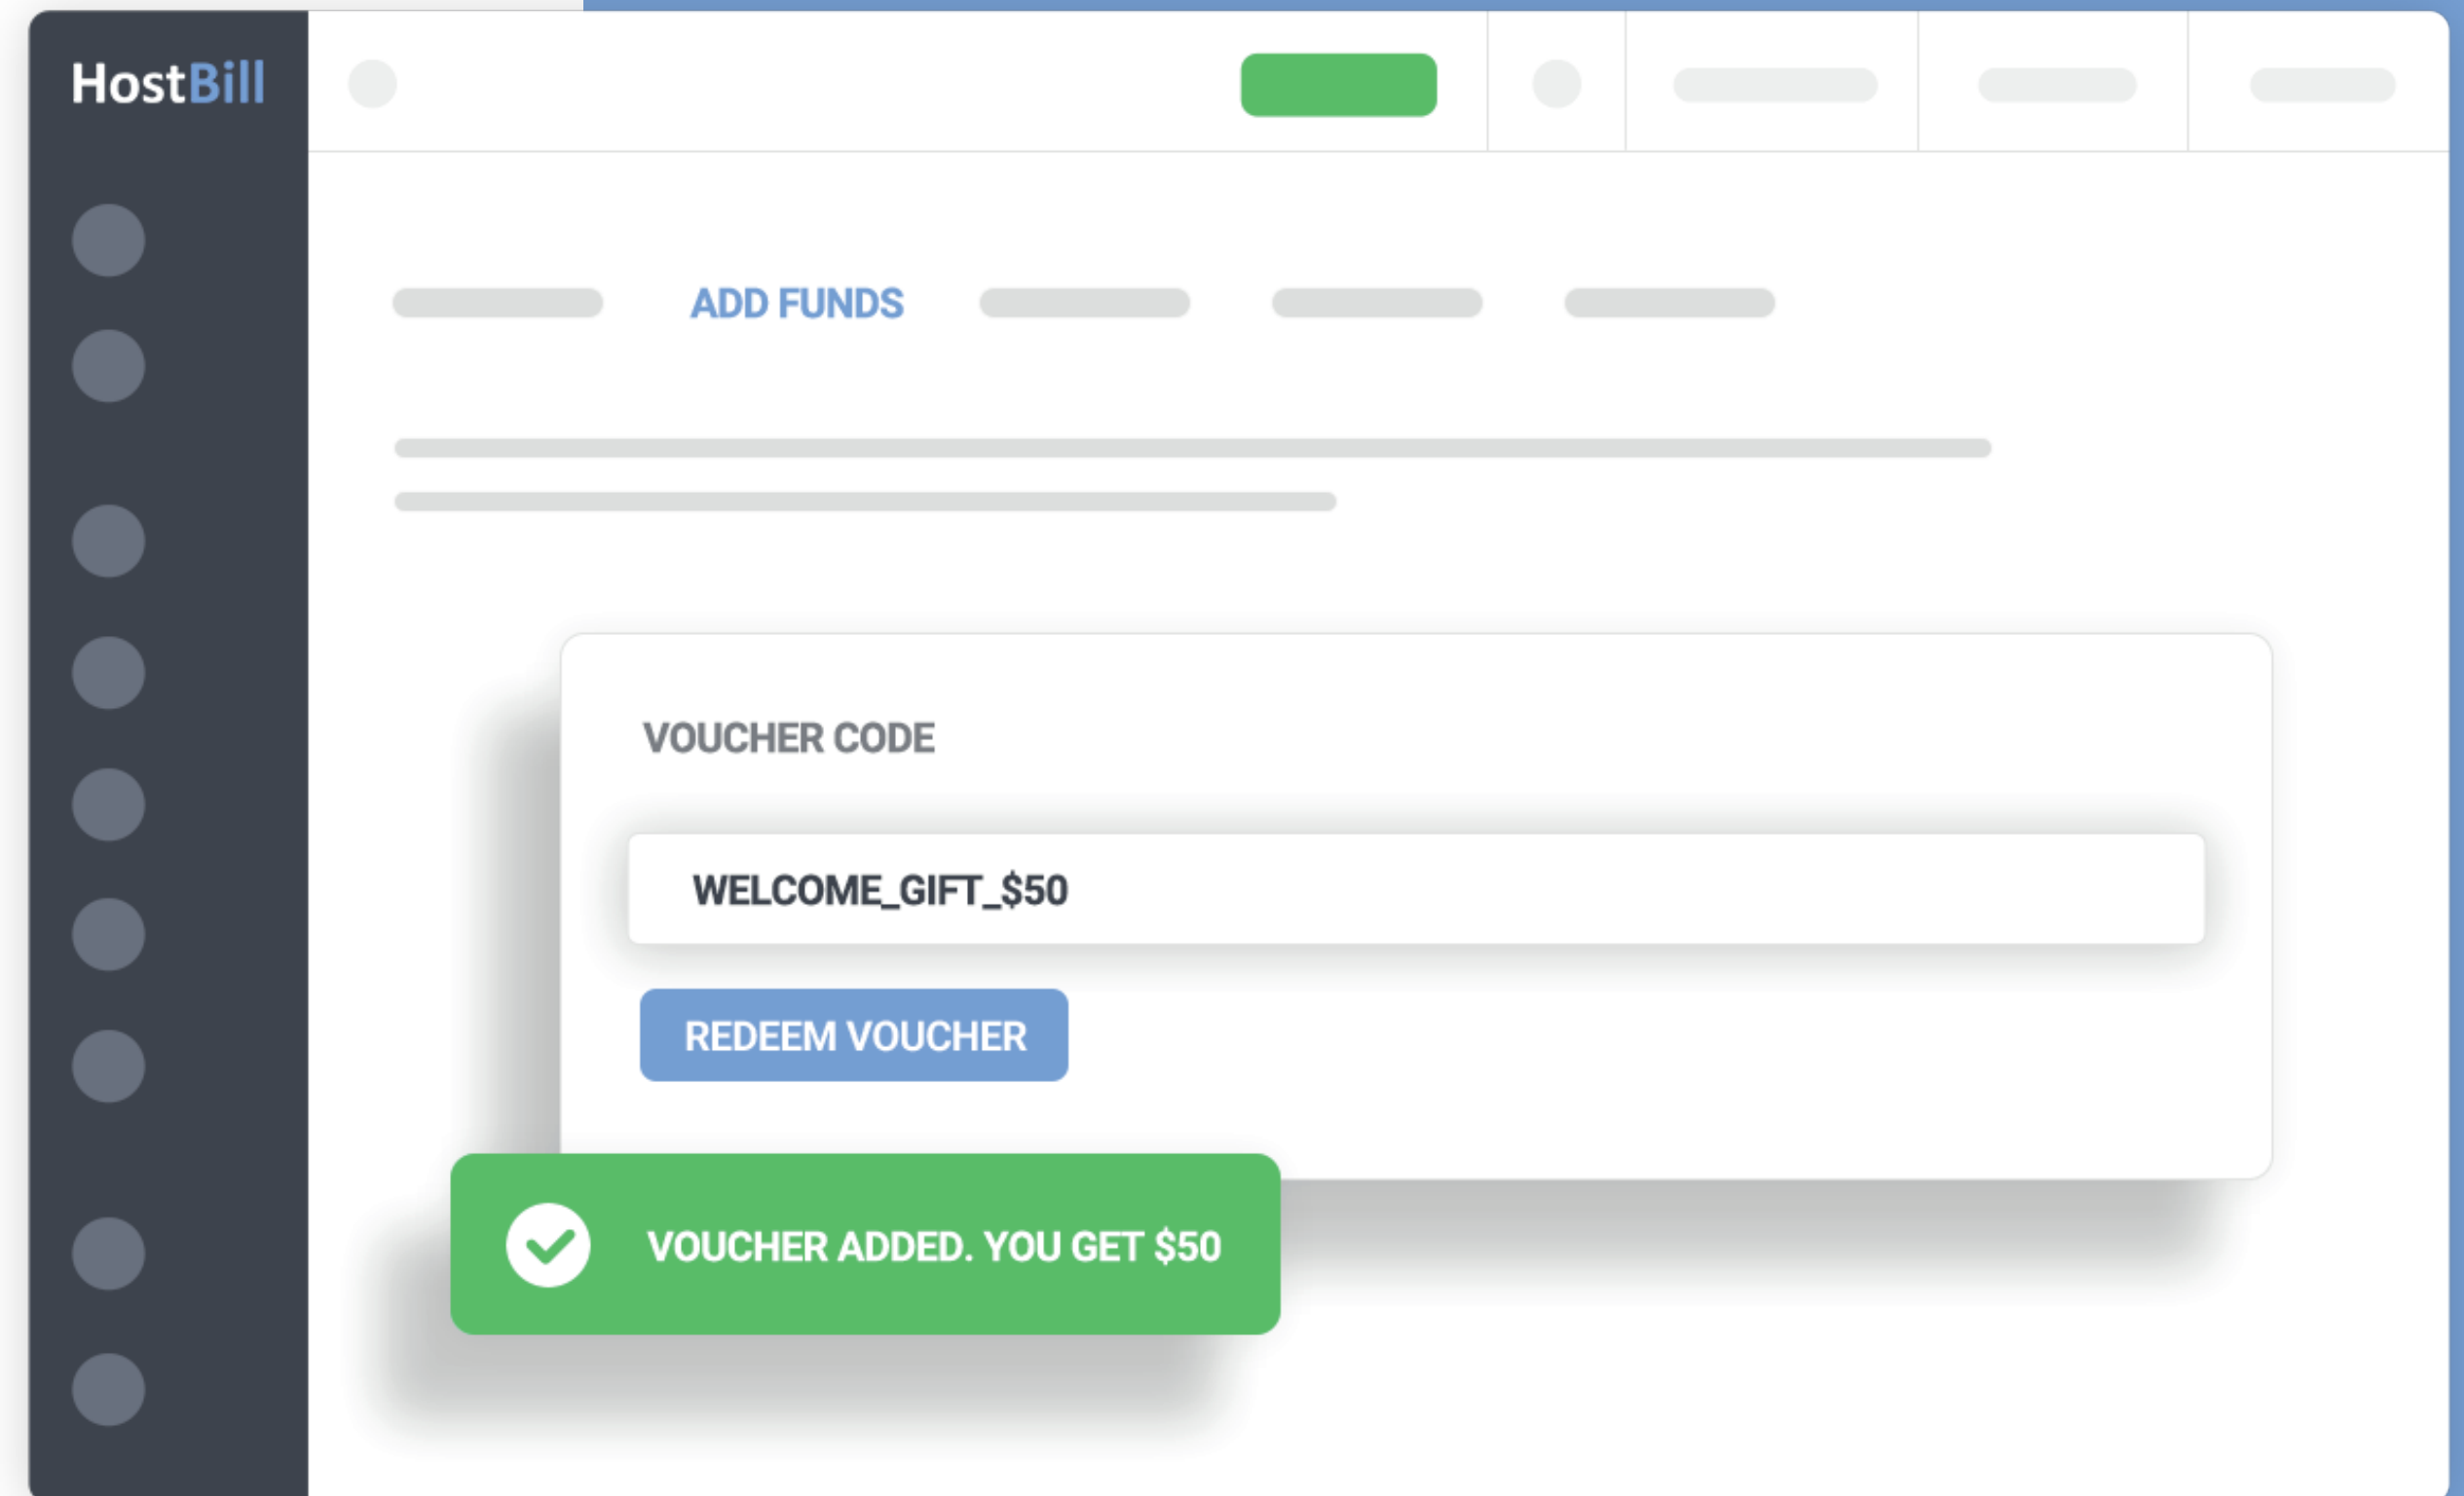 HostBill
ADD FUNDS
VOUCHER CODE
WELCOME_GIFT_$50
REDEEM VOUCHER
VOUCHER ADDED. YOU GET $50